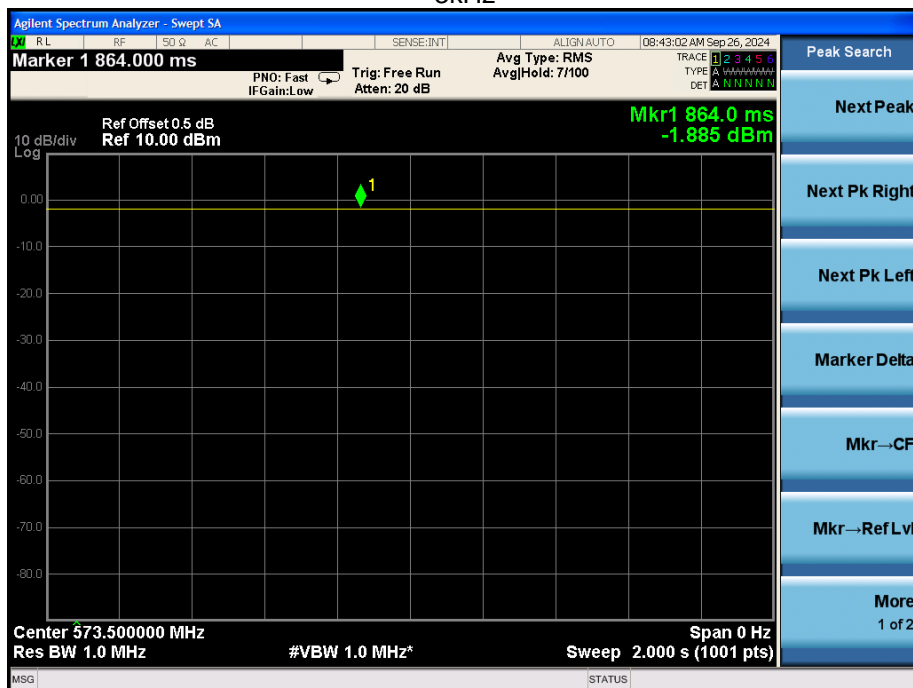 Agilent Spectrum Analyzer - Swept SA
LXI RL RF 50 Ω AC SENSE:INT ALIGN AUTO 08:43:02 AM Sep 26, 2024
Marker 1 864.000 ms
PNO: Fast
IFGain:Low
Trig: Free Run
Atten: 20 dB
Avg Type: RMS
Avg|Hold: 7/100
TRACE 1 2 3 4 5 6
TYPE A WWWWWW
DET A N N N N N
Peak Search
Mkr1 864.0 ms
-1.885 dBm
Ref Offset 0.5 dB
10 dB/div Ref 10.00 dBm
Log
1
0.00
-10.0
-20.0
-30.0
-40.0
-50.0
-60.0
-70.0
-80.0
Next Peak
Next Pk Right
Next Pk Left
Marker Delta
Mkr→CF
Mkr→Ref Lvl
More
1 of 2
Center 573.500000 MHz Span 0 Hz
Res BW 1.0 MHz #VBW 1.0 MHz* Sweep 2.000 s (1001 pts)
MSG STATUS